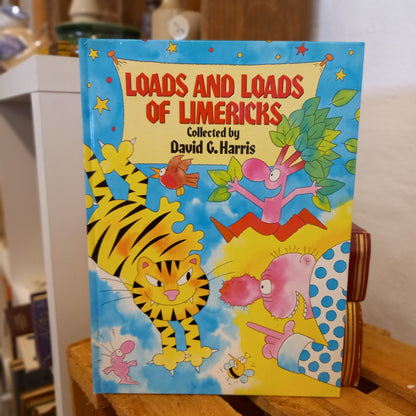 LOADS AND LOADS
OF LIMERICKS
Collected by
David C. Harris